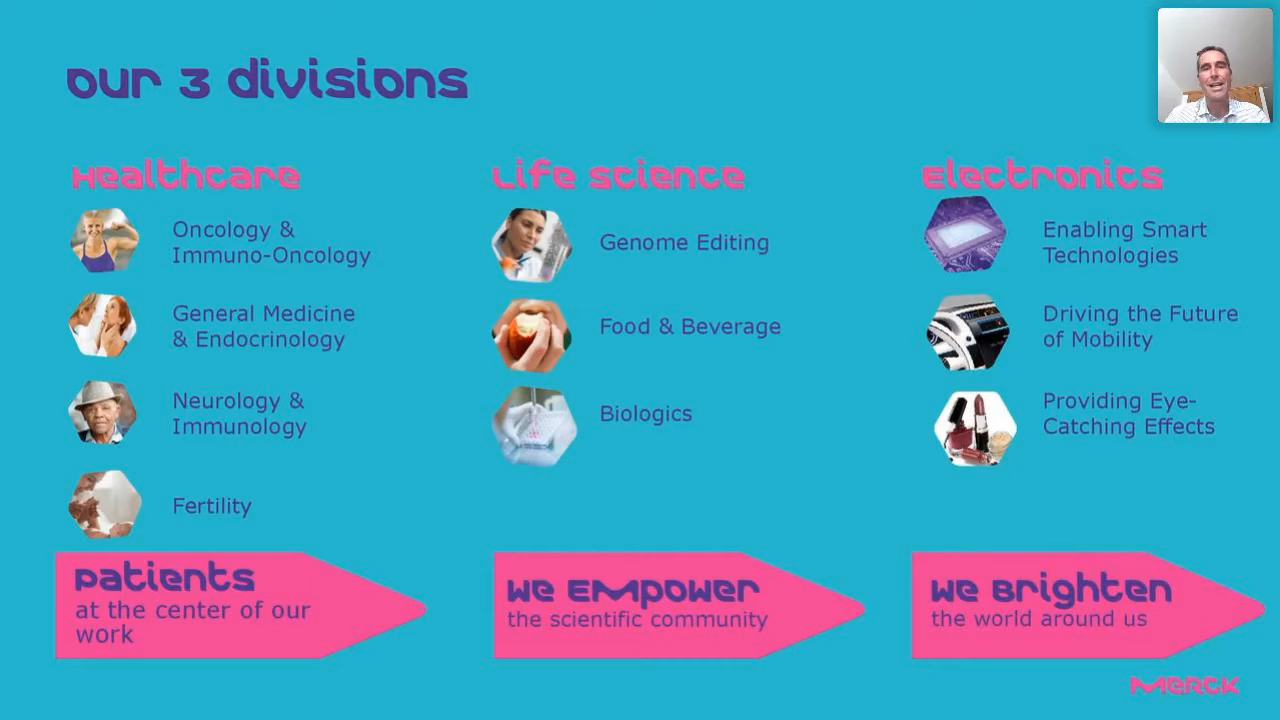 our 3 divisions
Healthcare
Oncology &
Immuno-Oncology
General Medicine
& Endocrinology
Neurology &
Immunology
Fertility
Patients
at the center of our
work
Life science
Genome Editing
Food & Beverage
Biologics
We Empower
the scientific community
Electronics
Enabling Smart
Technologies
Driving the Future
of Mobility
Providing Eye-
Catching Effects
We Brighten
the world around us
Merck